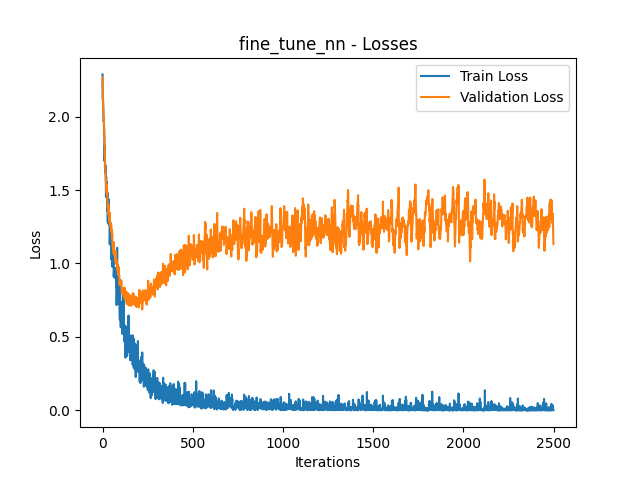 fine_tune_nn - Losses
Train Loss
Validation Loss
Loss
2.0
1.5
1.0
0.5
0.0
0 500 1000 1500 2000 2500
Iterations